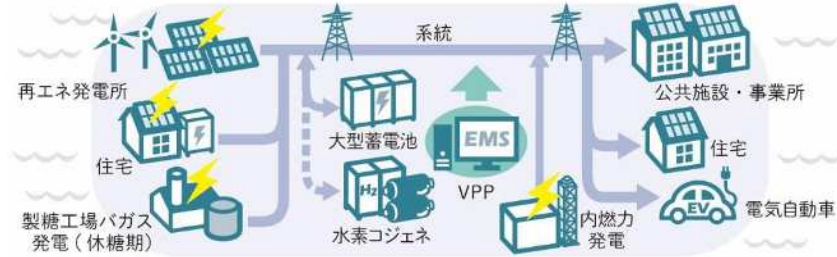 系統
再エネ発電所
公共施設・事業所
大型蓄電池
EMS
住宅
住宅
VPP
H2
EV
製糖工場バガス
発電(休糖期)
水素コジェネ
内燃力
発電
電気自動車